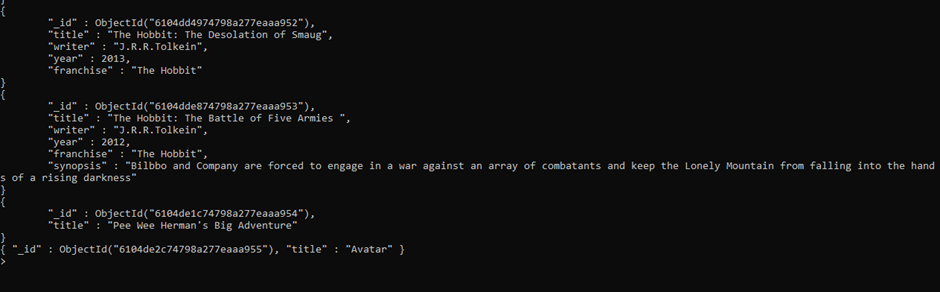 }
{
        "_id" : ObjectId("6104dd4974798a277eaaa952"),
        "title" : "The Hobbit: The Desolation of Smaug",
        "writer" : "J.R.R.Tolkein",
        "year" : 2013,
        "franchise" : "The Hobbit"
}
{
        "_id" : ObjectId("6104dde874798a277eaaa953"),
        "title" : "The Hobbit: The Battle of Five Armies ",
        "writer" : "J.R.R.Tolkein",
        "year" : 2012,
        "franchise" : "The Hobbit",
        "synopsis" : "Bilbbo and Company are forced to engage in a war against an array of combatants and keep the Lonely Mountain from falling into the hand
s of a rising darkness"
}
{
        "_id" : ObjectId("6104de1c74798a277eaaa954"),
        "title" : "Pee Wee Herman's Big Adventure"
}
{ "_id" : ObjectId("6104de2c74798a277eaaa955"), "title" : "Avatar" }
>